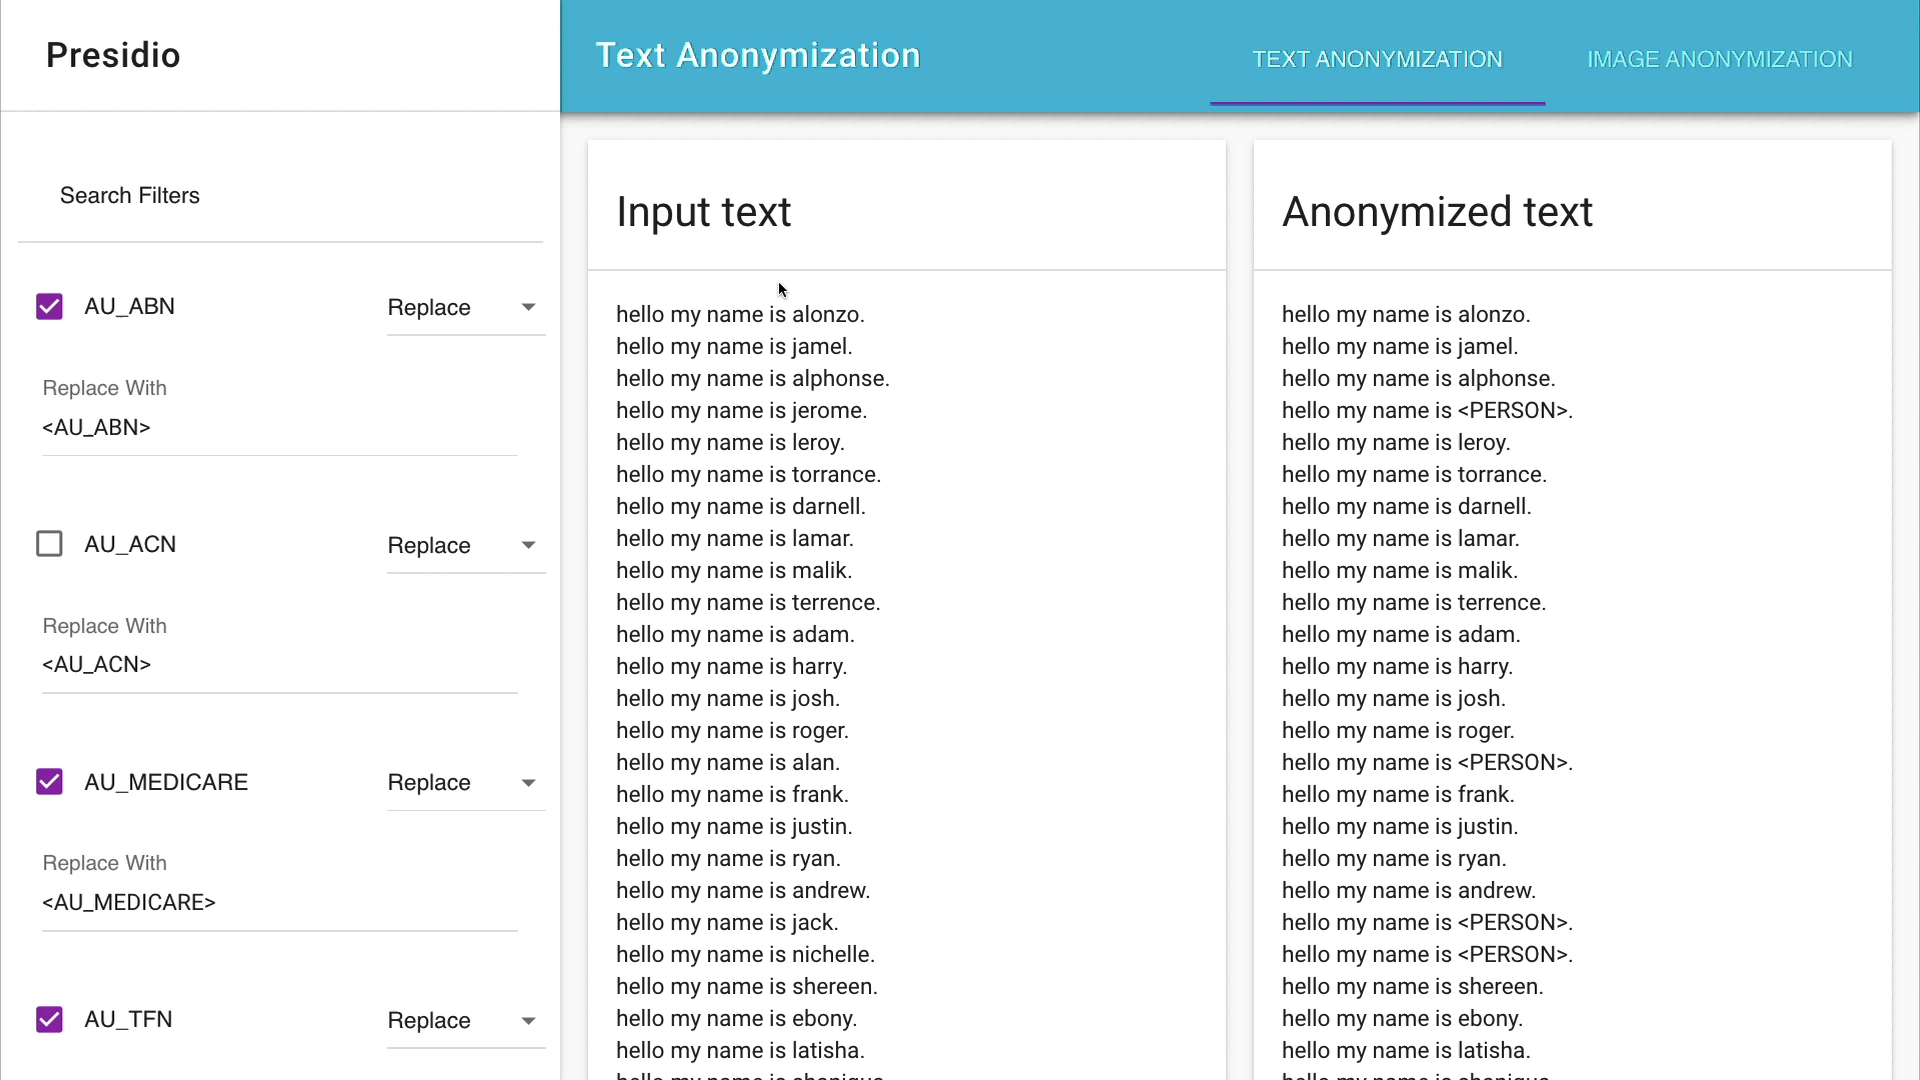 Presidio
Text Anonymization
TEXT ANONYMIZATION
IMAGE ANONYMIZATION
Search Filters
AU_ABN
Replace
Replace With
<AU_ABN>
AU_ACN
Replace
Replace With
<AU_ACN>
AU_MEDICARE
Replace
Replace With
<AU_MEDICARE>
AU_TFN
Replace
Input text
hello my name is alonzo.
hello my name is jamel.
hello my name is alphonse.
hello my name is jerome.
hello my name is leroy.
hello my name is torrance.
hello my name is darnell.
hello my name is lamar.
hello my name is malik.
hello my name is terrence.
hello my name is adam.
hello my name is harry.
hello my name is josh.
hello my name is roger.
hello my name is alan.
hello my name is frank.
hello my name is justin.
hello my name is ryan.
hello my name is andrew.
hello my name is jack.
hello my name is nichelle.
hello my name is shereen.
hello my name is ebony.
hello my name is latisha.
hello my name is
Anonymized text
hello my name is alonzo.
hello my name is jamel.
hello my name is alphonse.
hello my name is <PERSON>.
hello my name is leroy.
hello my name is torrance.
hello my name is darnell.
hello my name is lamar.
hello my name is malik.
hello my name is terrence.
hello my name is adam.
hello my name is harry.
hello my name is josh.
hello my name is roger.
hello my name is <PERSON>.
hello my name is frank.
hello my name is justin.
hello my name is ryan.
hello my name is andrew.
hello my name is <PERSON>.
hello my name is <PERSON>.
hello my name is shereen.
hello my name is ebony.
hello my name is latisha.
hello my name is